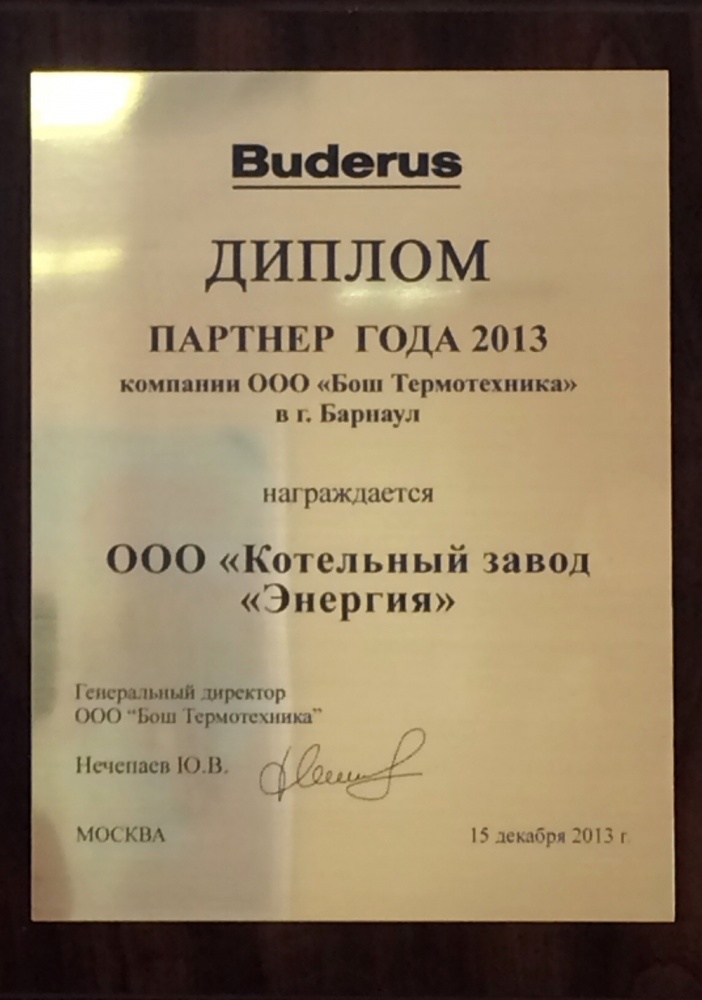 Buderus
ДИПЛОМ
ПАРТНЕР ГОДА 2013
компании ООО «Бош Термотехника»
в г. Барнаул
награждается
ООО «Котельный завод
«Энергия»
Генеральный директор
ООО “Бош Термотехника”
Нечепаев Ю.В.
МОСКВА
15 декабря 2013 г.